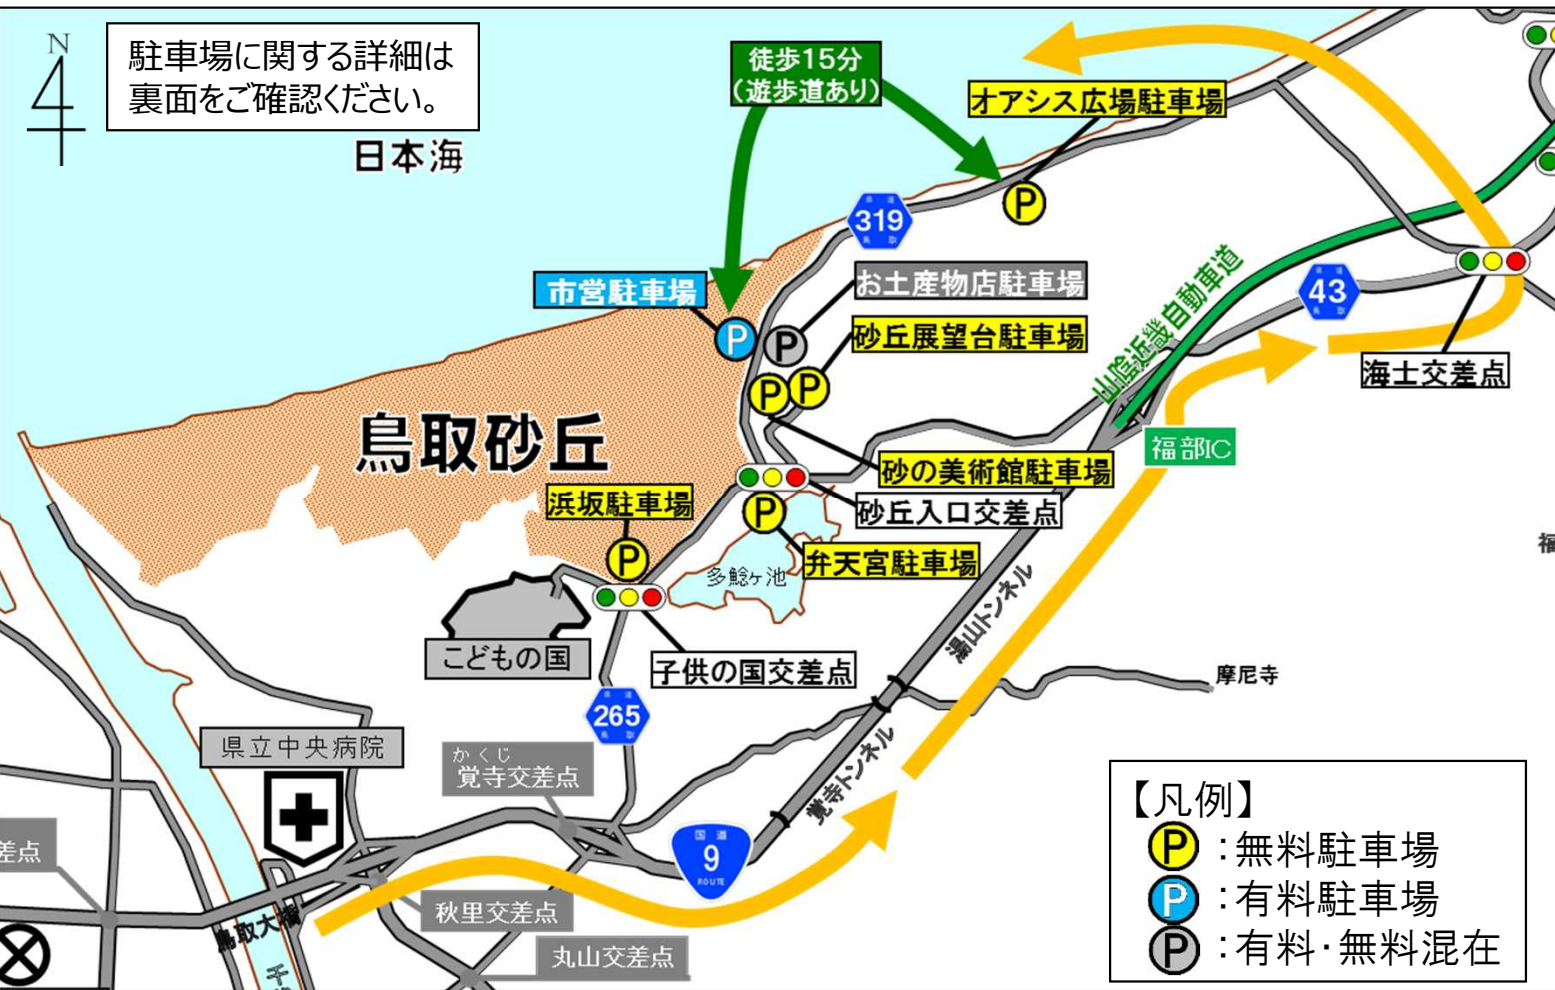 N
駐車場に関する詳細は
裏面をご確認ください。
日本海
徒歩15分
(遊歩道あり)
オアシス広場駐車場
319
市営駐車場
P
P
お土産物店駐車場
P
砂丘展望台駐車場
P
P
山陰近畿自動車道
43
海士交差点
鳥取砂丘
福部IC
砂の美術館駐車場
浜坂駐車場
P
P
砂丘入口交差点
弁天宮駐車場
多鯰ヶ池
福
こどもの国
子供の国交差点
湯山トンネル
摩尼寺
265
県立中央病院
かくじ
覚寺交差点
覚寺トンネル
国道
9
ROUTE
差点
秋里交差点
鳥取大橋
丸山交差点
千
【凡例】
P:無料駐車場
P:有料駐車場
P:有料・無料混在